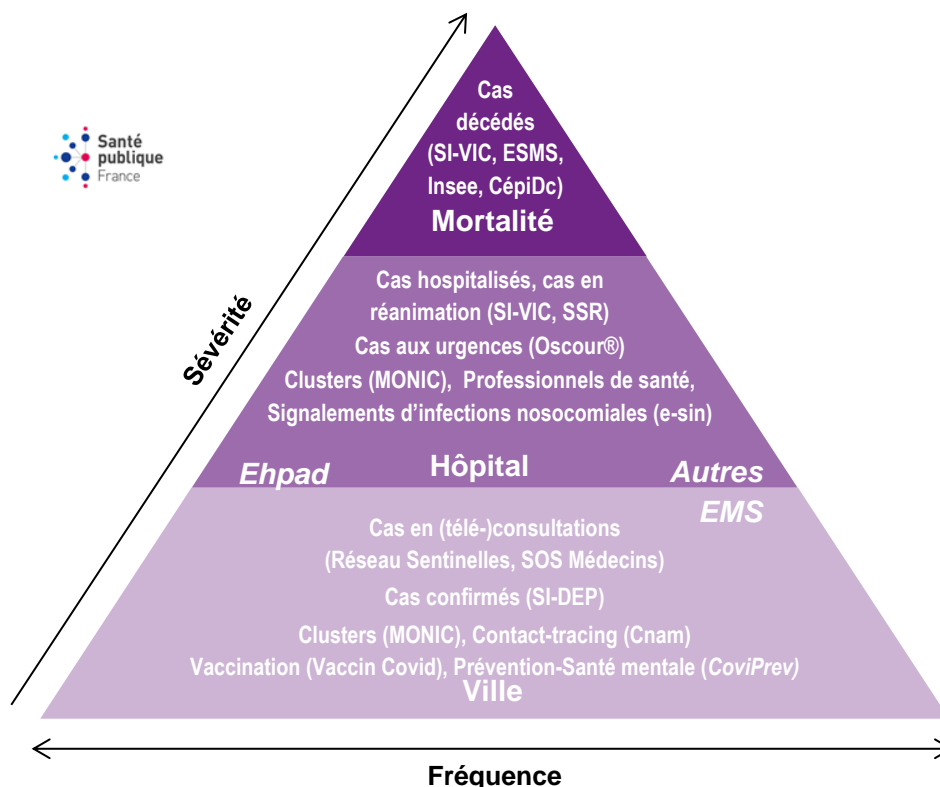 Santé
publique
France
Cas
décédés
(SI-VIC, ESMS,
Insee, CépiDc)
Mortalité
Sévérité
Cas hospitalisés, cas en
réanimation (SI-VIC, SSR)
Cas aux urgences (Oscour®)
Clusters (MONIC), Professionnels de santé,
Signalements d’infections nosocomiales (e-sin)
Ehpad
Hôpital
Autres
EMS
Cas en (télé-)consultations
(Réseau Sentinelles, SOS Médecins)
Cas confirmés (SI-DEP)
Clusters (MONIC), Contact-tracing (Cnam)
Vaccination (Vaccin Covid), Prévention-Santé mentale (CoviPrev)
Ville
Fréquence